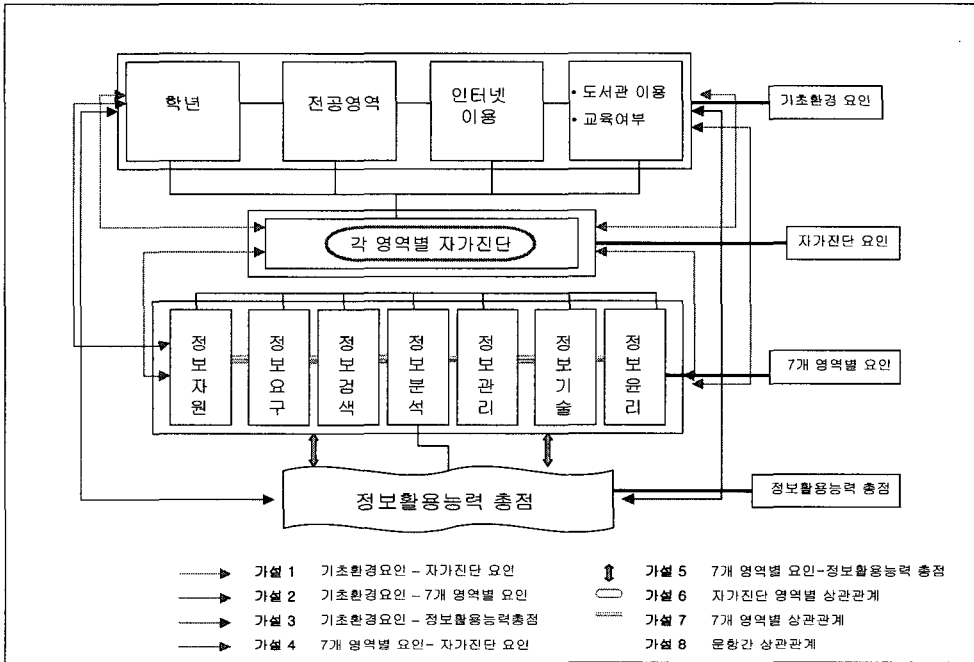 학년
전공영역
인터넷
이용
• 도서관 이용
• 교육여부
기초환경 요인
각 영역별 자가진단
자가진단 요인
정보자원
정보요구
정보검색
정보분석
정보관리
정보기술
정보윤리
7개 영역별 요인
정보활용능력 총점
정보활용능력 총점
가설 1 기초환경요인 – 자가진단 요인
가설 2 기초환경요인 – 7개 영역별 요인
가설 3 기초환경요인 – 정보활용능력총점
가설 4 7개 영역별 요인– 자가진단 요인
가설 5 7개 영역별 요인–정보활용능력 총점
가설 6 자가진단 영역별 상관관계
가설 7 7개 영역별 상관관계
가설 8 문항간 상관관계